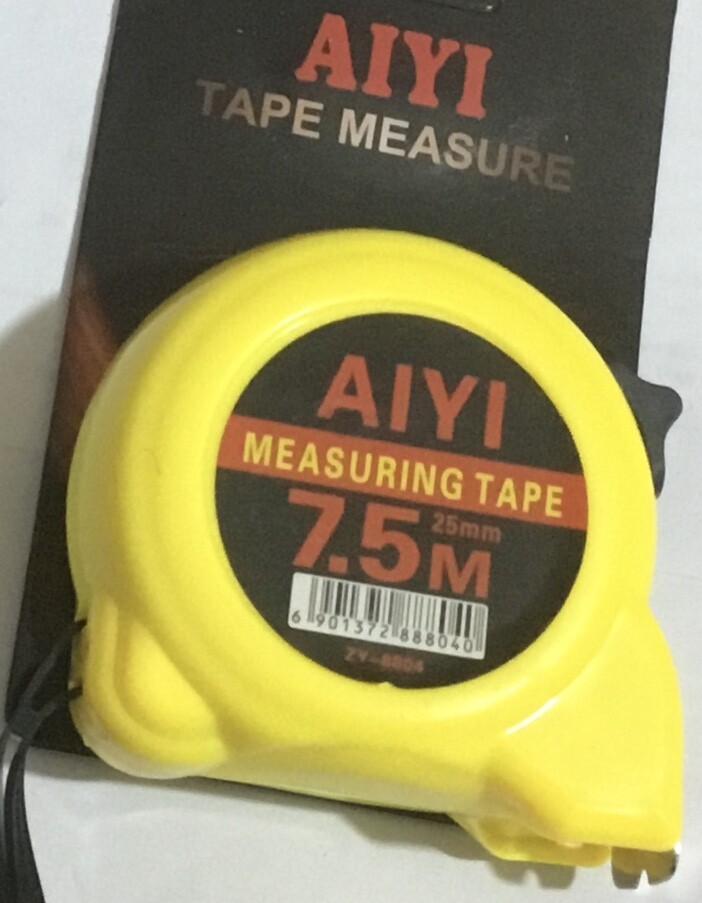 AIYI
TAPE MEASURE
AIYI
MEASURING TAPE
7.5M 25mm
6 901372 888040
ZY-8804